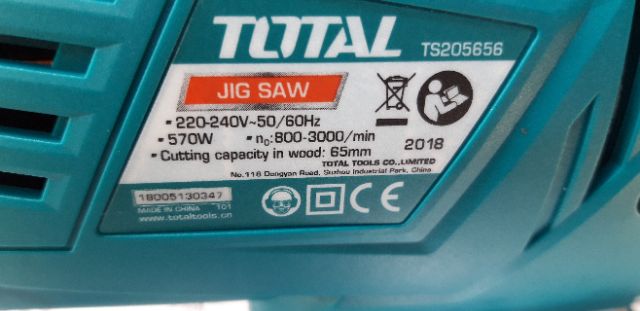 TOTAL TS205656
JIG SAW
▪ 220-240V~50/60Hz
▪ 570W ▪ n₀:800-3000/min
▪ Cutting capacity in wood: 65mm
2018
TOTAL TOOLS CO.,LIMITED
No.116 Dongyan Road, Suzhou Industrial Park, China
18005130347
MADE IN CHINA T01
www.totaltools.cn
CE